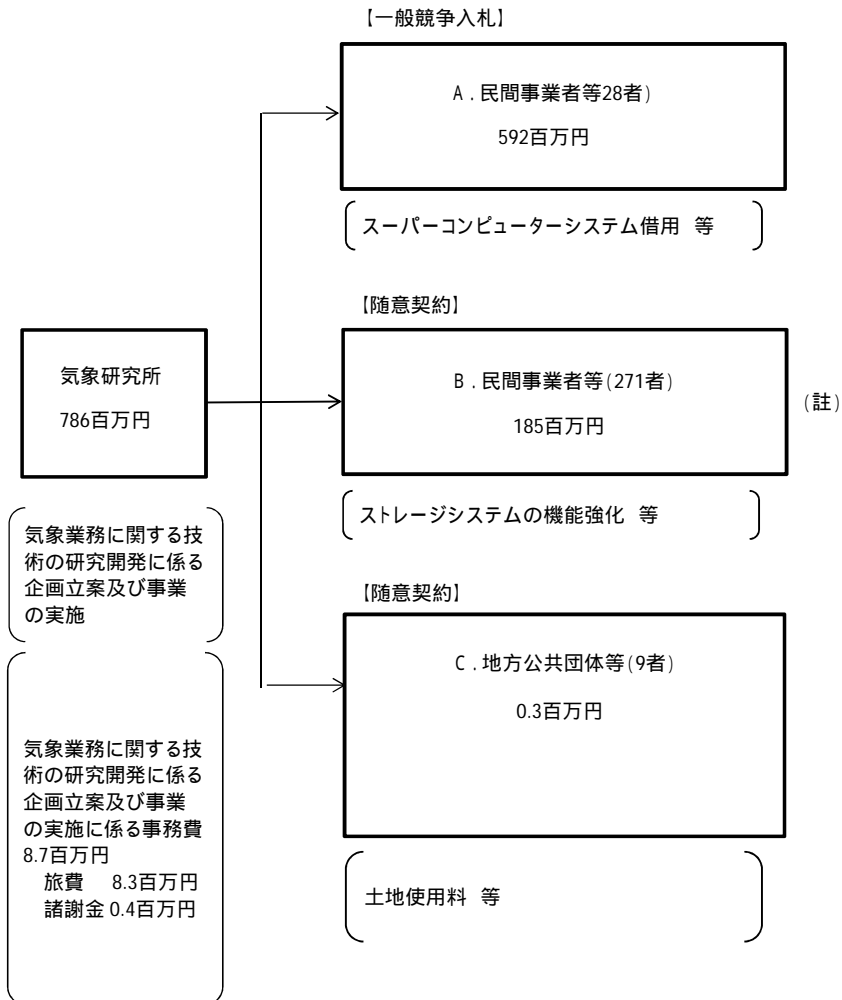 【一般競争入札】
A．民間事業者等28者)
592百万円
スーパーコンピューターシステム借用 等
【随意契約】
気象研究所
786百万円
B．民間事業者等(271者)
185百万円
(註)
ストレージシステムの機能強化 等
気象業務に関する技
術の研究開発に係る
企画立案及び事業
の実施
【随意契約】
C．地方公共団体等(9者)
0.3百万円
気象業務に関する技
術の研究開発に係る
企画立案及び事業
の実施に係る事務費
8.7百万円
旅費 8.3百万円
諸謝金 0.4百万円
土地使用料 等